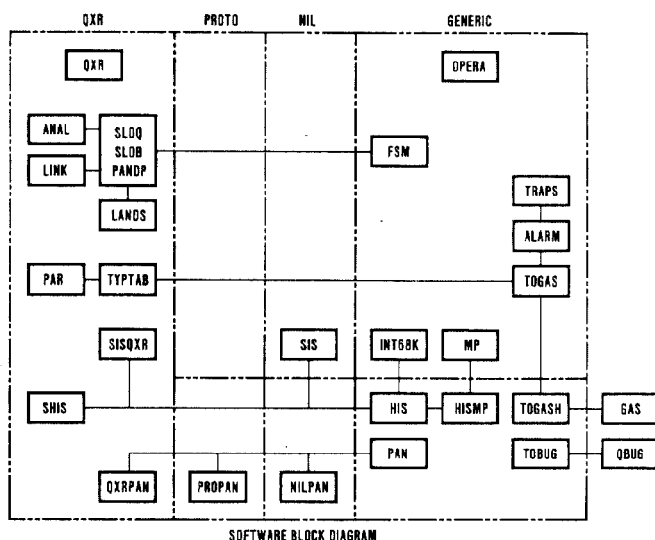 QXR PROTO NIL GENERIC
QXR OPERA
ANAL SLDQ
SLDB FSM
LINK PANDP
LANDS TRAPS
ALARM
PAR TYPTAB TOGAS
SISQXR SIS INT68K MP
SHIS HIS HISMP TOGASH GAS
PAN TOBUG QBUG
QXRPAN PROPAN NILPAN
SOFTWARE BLOCK DIAGRAM